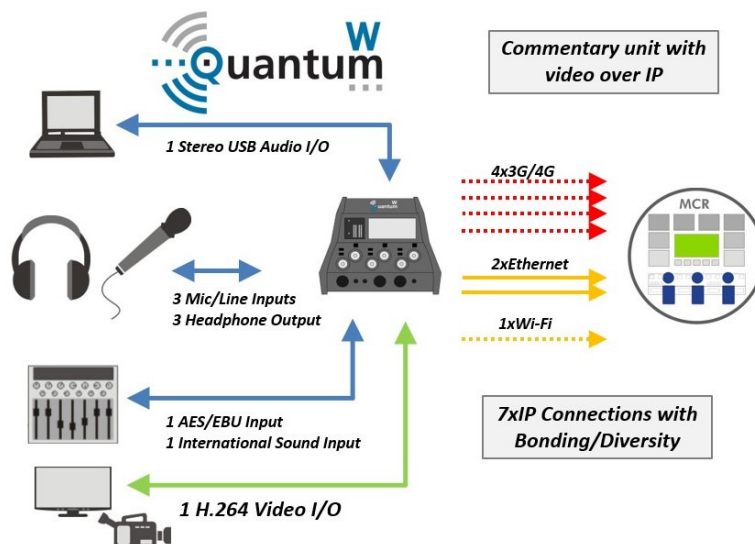 Quantum W
Commentary unit with
video over IP
1 Stereo USB Audio I/O
4x3G/4G
Quantum W
MCR
2xEthernet
3 Mic/Line Inputs
3 Headphone Output
1xWi-Fi
1 AES/EBU Input
1 International Sound Input
7xIP Connections with
Bonding/Diversity
1 H.264 Video I/O